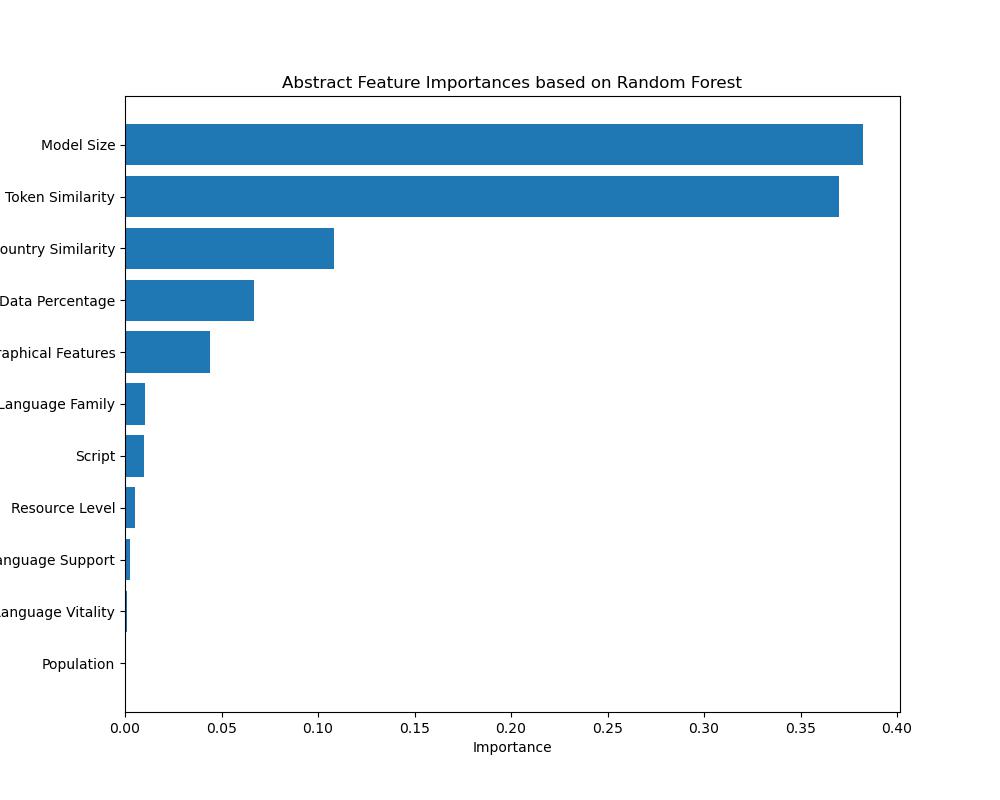 Abstract Feature Importances based on Random Forest
Model Size
Token Similarity
ountry Similarity
Data Percentage
raphical Features
Language Family
Script
Resource Level
anguage Support
Language Vitality
Population
0.00 0.05 0.10 0.15 0.20 0.25 0.30 0.35 0.40
Importance